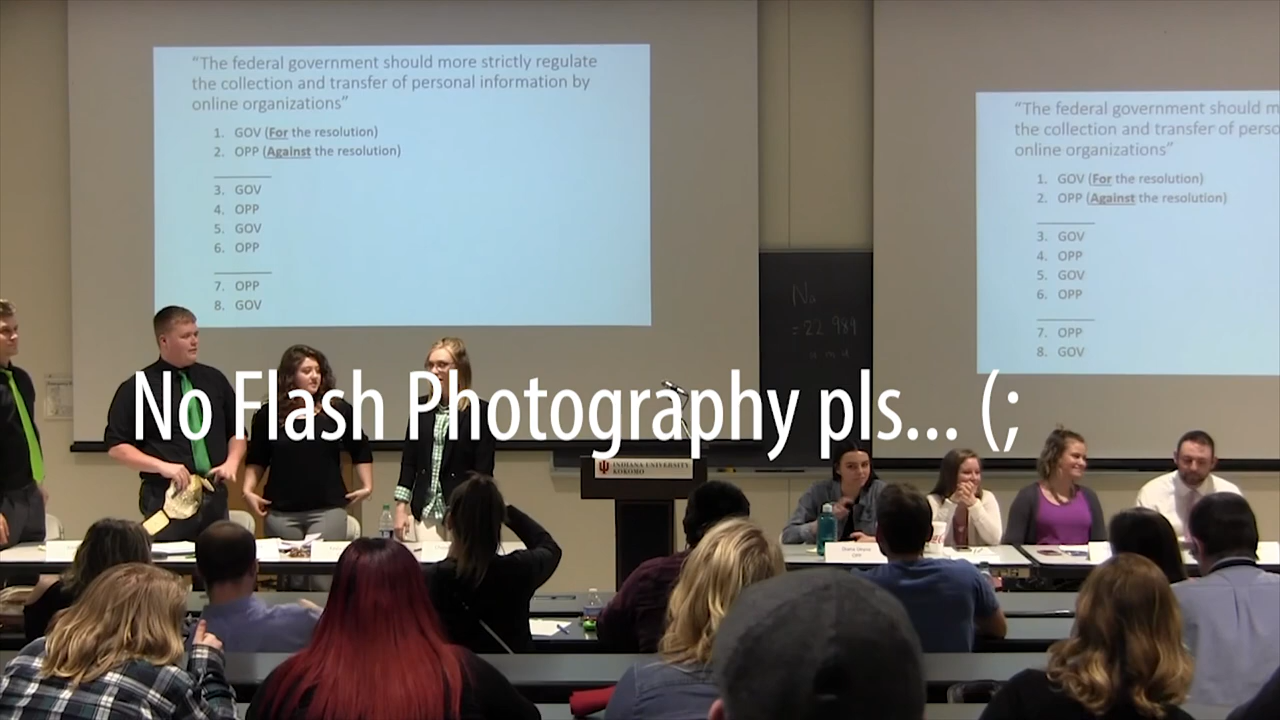 “The federal government should more strictly regulate
the collection and transfer of personal information by
online organizations”
1. GOV (For the resolution)
2. OPP (Against the resolution)
3. GOV
4. OPP
5. GOV
6. OPP
7. OPP
8. GOV
“The federal government should m
the collection and transfer of perso
online organizations”
1. GOV (For the resolution)
2. OPP (Against the resolution)
3. GOV
4. OPP
5. GOV
6. OPP
7. OPP
8. GOV
Na
=22.989
No Flash Photography pls... (;
INDIANA UNIVERSITY
KOKOMO
OPP